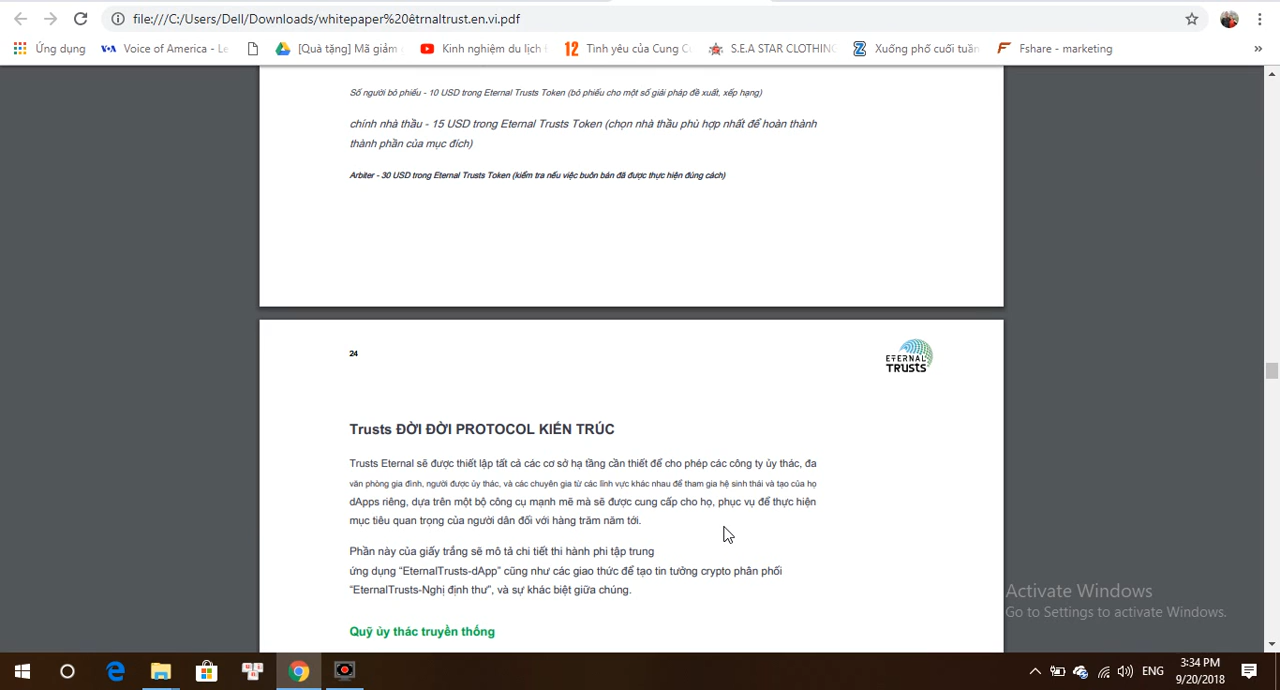 file:///C:/Users/Dell/Downloads/whitepaper%20êtrnaltrust.en.vi.pdf
Ứng dụng
VOA Voice of America - Le
[Quà tặng] Mã giảm
Kinh nghiệm du lịch
12 Tình yêu của Cung Cự
S.E.A STAR CLOTHING
Z Xuống phố cuối tuần
F Fshare - marketing
»
Số người bỏ phiếu - 10 USD trong Eternal Trusts Token (bỏ phiếu cho một số giải pháp đề xuất, xếp hạng)
chính nhà thầu - 15 USD trong Eternal Trusts Token (chọn nhà thầu phù hợp nhất để hoàn thành
thành phần của mục đích)
Arbiter - 30 USD trong Eternal Trusts Token (kiểm tra nếu việc buôn bán đã được thực hiện đúng cách)
24
ETERNAL
TRUSTS
Trusts ĐỜI ĐỜI PROTOCOL KIẾN TRÚC
Trusts Eternal sẽ được thiết lập tất cả các cơ sở hạ tầng cần thiết để cho phép các công ty ủy thác, đa
văn phòng gia đình, người được ủy thác, và các chuyên gia từ các lĩnh vực khác nhau để tham gia hệ sinh thái và tạo của họ
dApps riêng, dựa trên một bộ công cụ mạnh mẽ mà sẽ được cung cấp cho họ, phục vụ để thực hiện
mục tiêu quan trọng của người dân đối với hàng trăm năm tới.
Phần này của giấy trắng sẽ mô tả chi tiết thi hành phi tập trung
ứng dụng “EternalTrusts-dApp” cũng như các giao thức để tạo tin tưởng crypto phân phối
“EternalTrusts-Nghị định thư”, và sự khác biệt giữa chúng.
Quỹ ủy thác truyền thống
Activate Windows
Go to Settings to activate Windows.
ENG
3:34 PM
9/20/2018